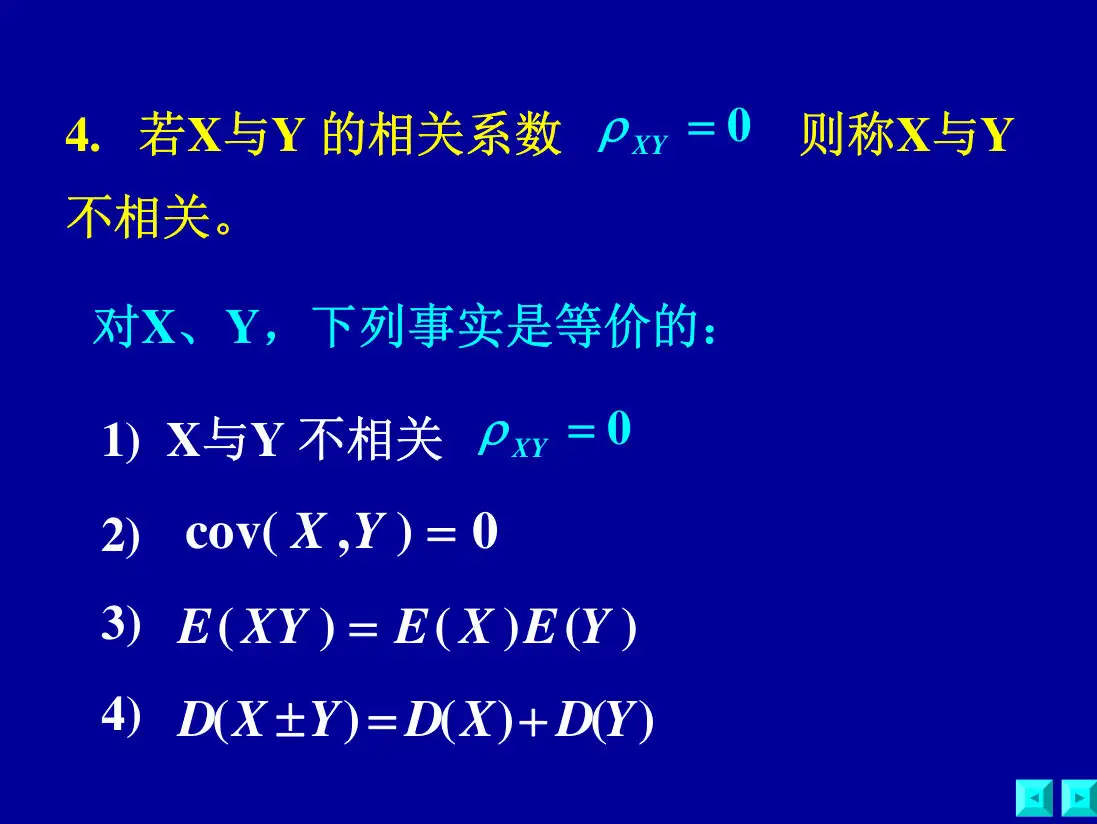 4. 若X与Y 的相关系数 ρXY = 0 则称X与Y
不相关。
对X、Y，下列事实是等价的：
1) X与Y 不相关 ρXY = 0
2) cov( X ,Y ) = 0
3) E( XY ) = E( X )E(Y )
4) D(X±Y)=D(X)+D(Y)